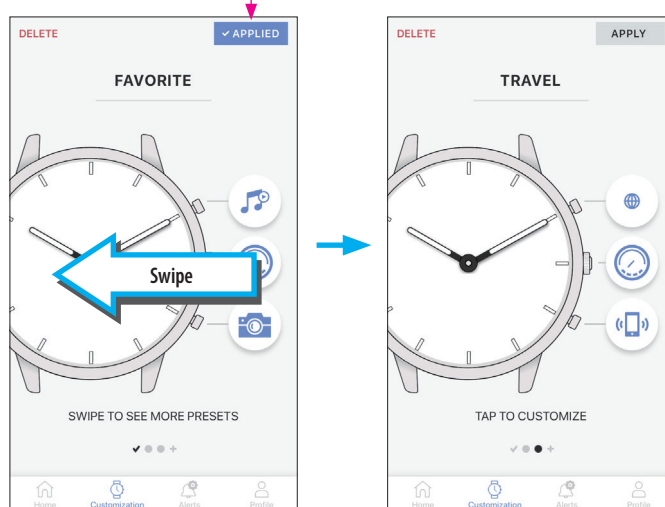 DELETE
✓ APPLIED
FAVORITE
Swipe
SWIPE TO SEE MORE PRESETS
Home
Customization
Alerts
Profile
DELETE
APPLY
TRAVEL
TAP TO CUSTOMIZE
Home
Customization
Alerts
Profile